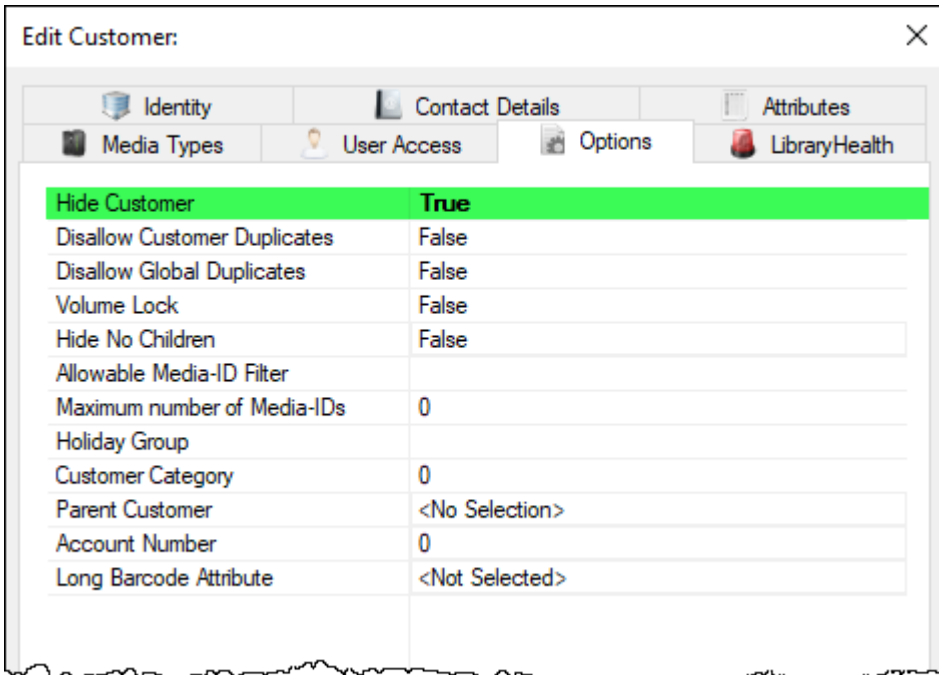 Edit Customer:
Identity Contact Details Attributes
Media Types User Access Options LibraryHealth
Hide Customer True
Disallow Customer Duplicates False
Disallow Global Duplicates False
Volume Lock False
Hide No Children False
Allowable Media-ID Filter
Maximum number of Media-IDs 0
Holiday Group
Customer Category 0
Parent Customer <No Selection>
Account Number 0
Long Barcode Attribute <Not Selected>